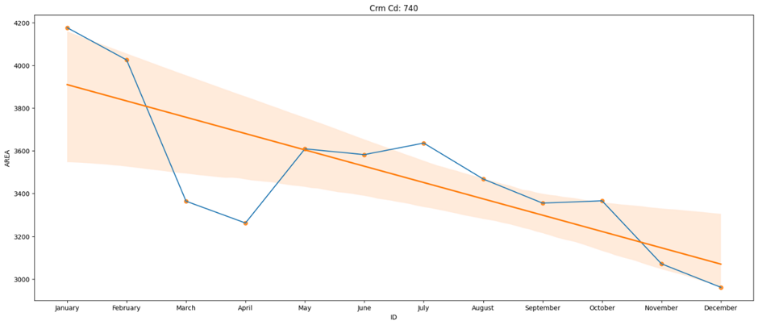 Crm Cd: 740
4200
4000
3800
3600
3400
3200
3000
AREA
January February March April May June July August September October November December
ID